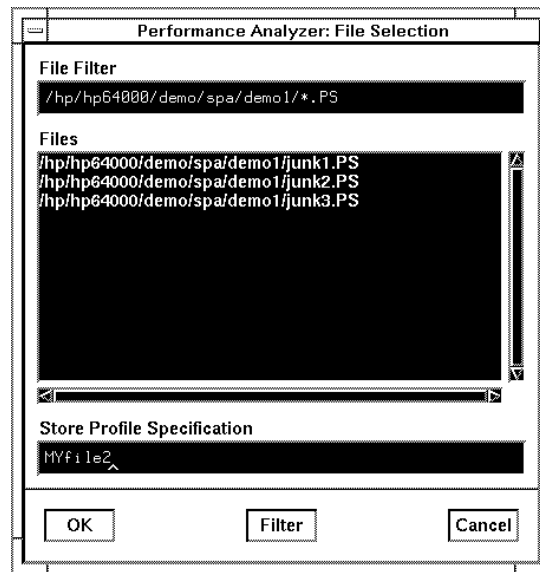 Performance Analyzer: File Selection
File Filter
/hp/hp64000/demo/spa/demo1/*.PS
Files
/hp/hp64000/demo/spa/demo1/junk1.PS
/hp/hp64000/demo/spa/demo1/junk2.PS
/hp/hp64000/demo/spa/demo1/junk3.PS
Store Profile Specification
MYfile2
OK Filter Cancel